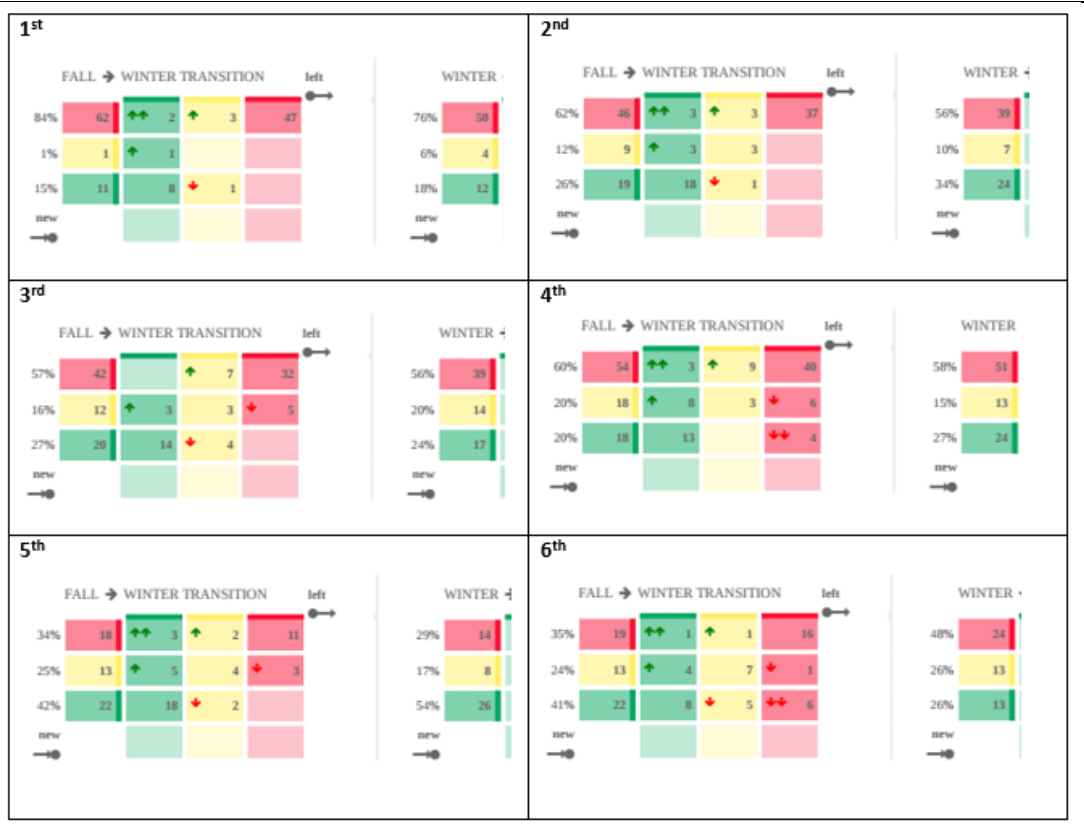 1st
FALL → WINTER TRANSITION left WINTER
84% 62 2 3 47 76% 50
1% 1 1 6% 4
15% 11 8 1 18% 12
new new
2nd
FALL → WINTER TRANSITION left WINTER
62% 46 3 3 37 56% 39
12% 9 3 3 10% 7
26% 19 18 1 34% 24
new new
3rd
FALL → WINTER TRANSITION left WINTER
57% 42 7 32 56% 39
16% 12 3 3 5 20% 14
27% 20 14 4 24% 17
new new
4th
FALL → WINTER TRANSITION left WINTER
60% 54 3 9 40 58% 51
20% 18 8 3 6 15% 13
20% 18 13 4 27% 24
new new
5th
FALL → WINTER TRANSITION left WINTER
34% 18 3 2 11 29% 14
25% 13 5 4 3 17% 8
42% 22 18 2 54% 26
new new
6th
FALL → WINTER TRANSITION left WINTER
35% 19 1 1 16 48% 24
24% 13 4 7 1 26% 13
41% 22 8 5 6 26% 13
new new